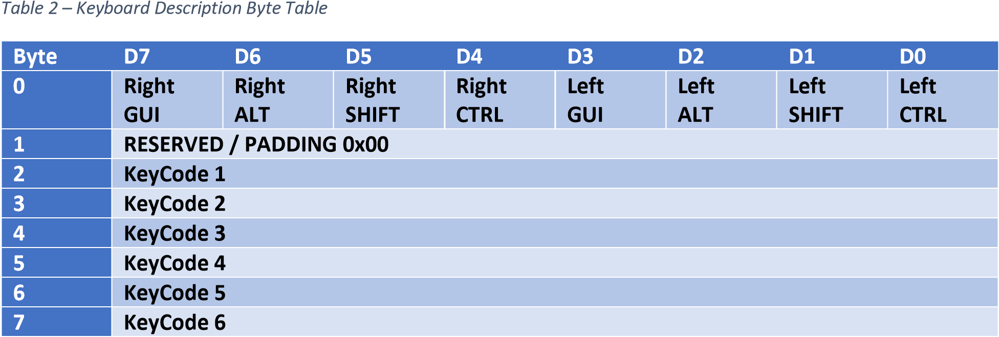 Table 2 – Keyboard Description Byte Table
Byte D7 D6 D5 D4 D3 D2 D1 D0
0 Right Right Right Right Left Left Left Left
GUI ALT SHIFT CTRL GUI ALT SHIFT CTRL
1 RESERVED / PADDING 0x00
2 KeyCode 1
3 KeyCode 2
4 KeyCode 3
5 KeyCode 4
6 KeyCode 5
7 KeyCode 6